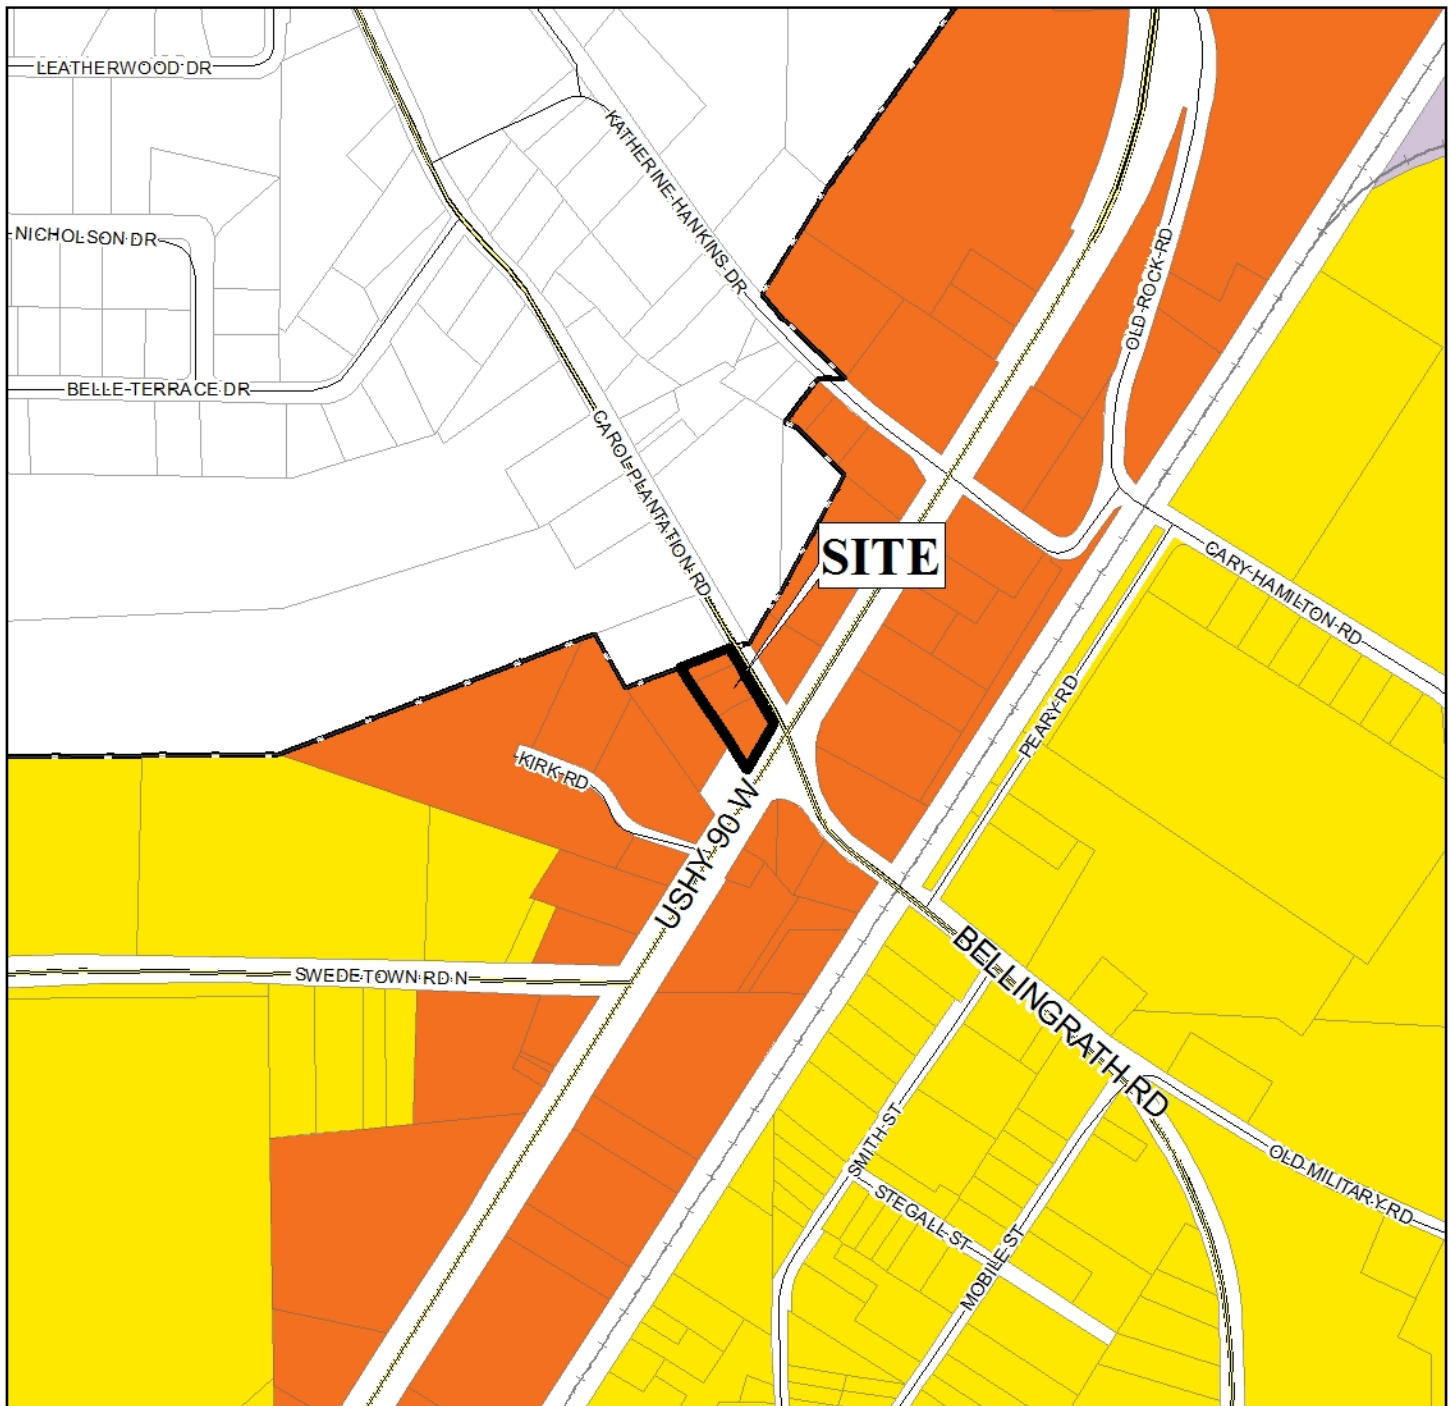 LEATHERWOOD DR
KATHERINE HANKINS DR
NICHOLSON DR
OLD ROCK RD
BELLE TERRACE DR
CAROL PLANTATION RD
SITE
CARY HAMILTON RD
PEARY RD
KIRK RD
USHY 90 W
SWEDETOWN RD N
BELLINGRATH RD
SMITH ST
OLD MILITARY RD
STEGALL ST
MOBILE ST